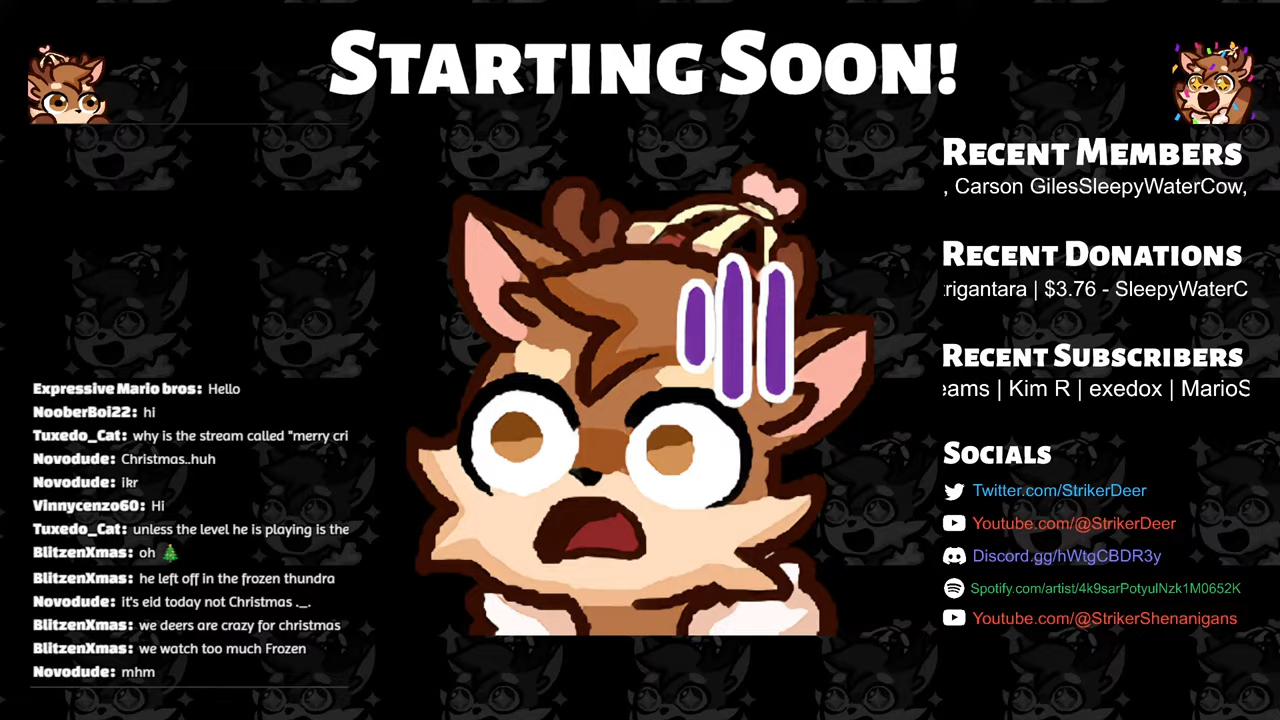 STARTING SOON!
Expressive Mario bros: Hello
NooberBoi22: hi
Tuxedo_Cat: why is the stream called "merry cri
Novodude: Christmas..huh
Novodude: ikr
Vinnycenzo60: Hi
Tuxedo_Cat: unless the level he is playing is the
BlitzenXmas: oh 🎄
BlitzenXmas: he left off in the frozen thundra
Novodude: it's eid today not Christmas ._.
BlitzenXmas: we deers are crazy for christmas
BlitzenXmas: we watch too much Frozen
Novodude: mhm
RECENT MEMBERS
, Carson GilesSleepyWaterCow,
RECENT DONATIONS
rigantara | $3.76 - SleepyWaterC
RECENT SUBSCRIBERS
eams | Kim R | exedox | MarioS
SOCIALS
Twitter.com/StrikerDeer
Youtube.com/@StrikerDeer
Discord.gg/hWtgCBDR3y
Spotify.com/artist/4k9sarPotyulNzk1M0652K
Youtube.com/@StrikerShenanigans